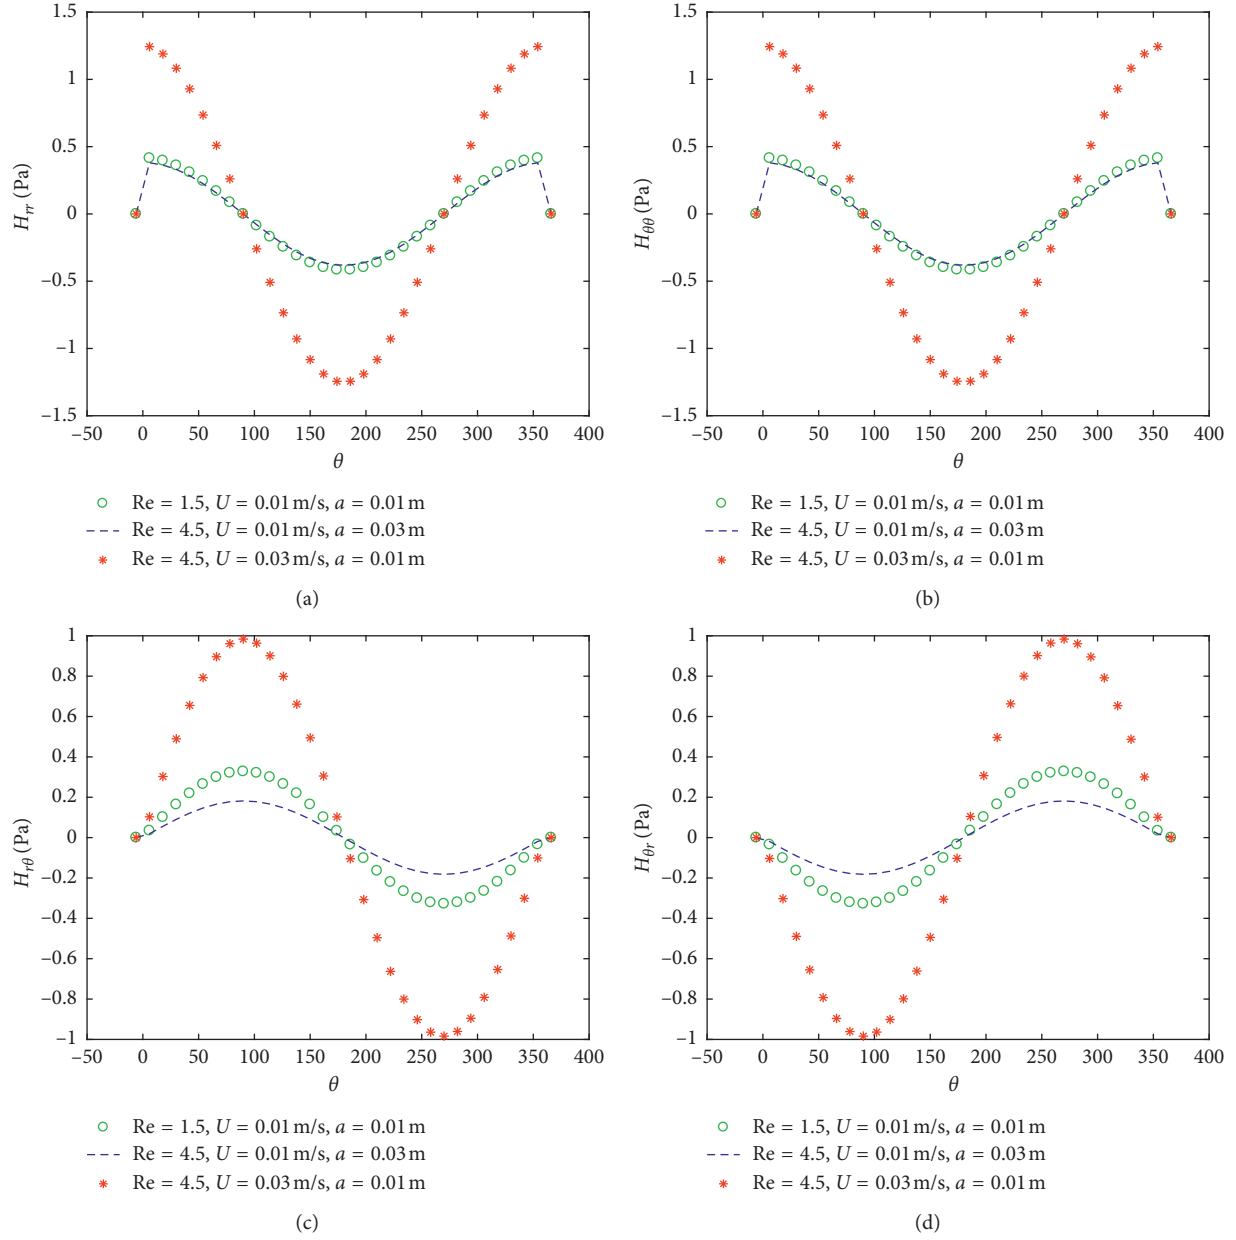 1.5
1
0.5
0
−0.5
−1
−1.5
H_rr (Pa)
−50 0 50 100 150 200 250 300 350 400
θ
Re = 1.5, U = 0.01 m/s, a = 0.01 m
Re = 4.5, U = 0.01 m/s, a = 0.03 m
Re = 4.5, U = 0.03 m/s, a = 0.01 m
(a)
1.5
1
0.5
0
−0.5
−1
−1.5
H_θθ (Pa)
−50 0 50 100 150 200 250 300 350 400
θ
Re = 1.5, U = 0.01 m/s, a = 0.01 m
Re = 4.5, U = 0.01 m/s, a = 0.03 m
Re = 4.5, U = 0.03 m/s, a = 0.01 m
(b)
1
0.8
0.6
0.4
0.2
0
−0.2
−0.4
−0.6
−0.8
−1
H_rθ (Pa)
−50 0 50 100 150 200 250 300 350 400
θ
Re = 1.5, U = 0.01 m/s, a = 0.01 m
Re = 4.5, U = 0.01 m/s, a = 0.03 m
Re = 4.5, U = 0.03 m/s, a = 0.01 m
(c)
1
0.8
0.6
0.4
0.2
0
−0.2
−0.4
−0.6
−0.8
−1
H_θr (Pa)
−50 0 50 100 150 200 250 300 350 400
θ
Re = 1.5, U = 0.01 m/s, a = 0.01 m
Re = 4.5, U = 0.01 m/s, a = 0.03 m
Re = 4.5, U = 0.03 m/s, a = 0.01 m
(d)